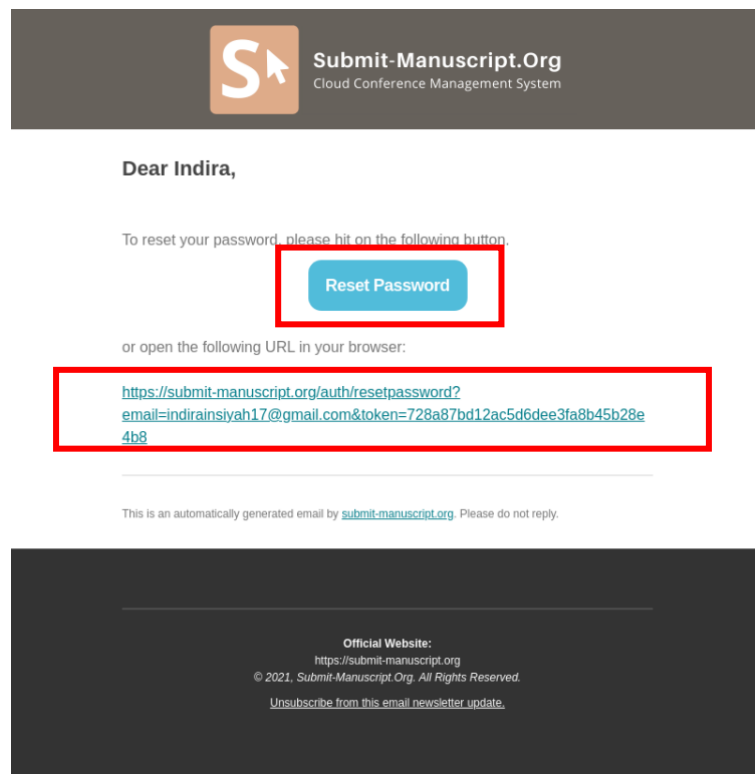 S
Submit-Manuscript.Org
Cloud Conference Management System
Dear Indira,
To reset your password, please hit on the following button.
Reset Password
or open the following URL in your browser:
https://submit-manuscript.org/auth/resetpassword?
email=indirainsiyah17@gmail.com&token=728a87bd12ac5d6dee3fa8b45b28e
4b8
This is an automatically generated email by submit-manuscript.org. Please do not reply.
Official Website:
https://submit-manuscript.org
© 2021, Submit-Manuscript.Org. All Rights Reserved.
Unsubscribe from this email newsletter update.